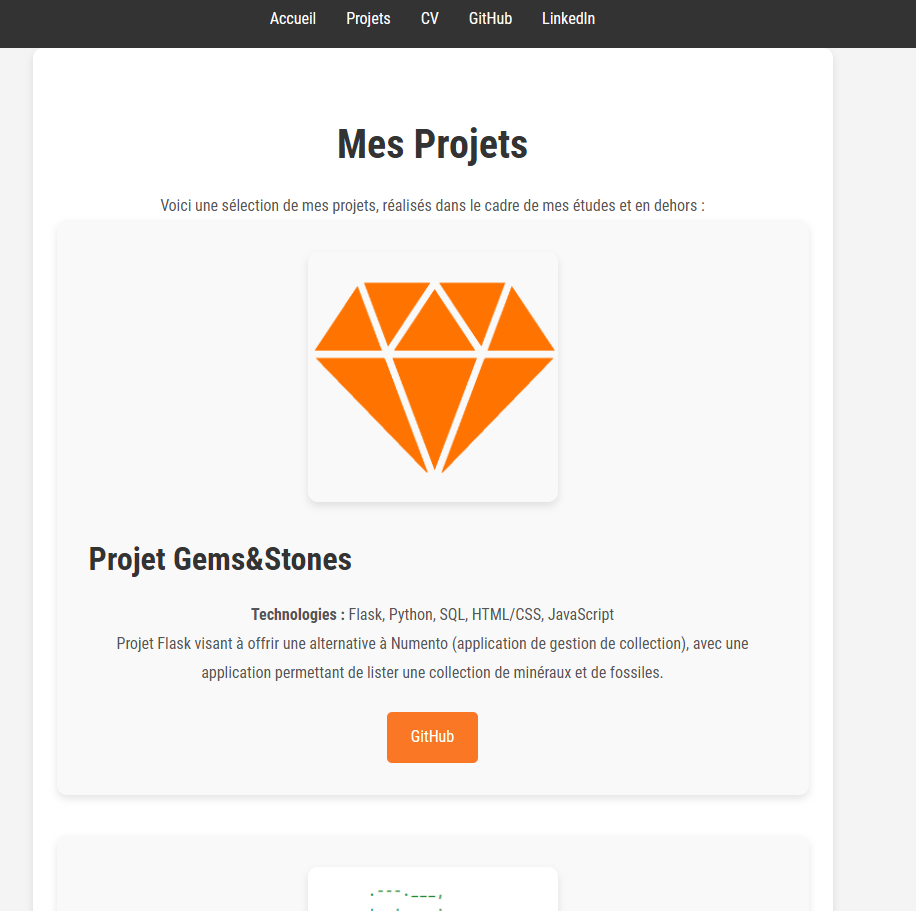 Accueil Projets CV GitHub LinkedIn
Mes Projets
Voici une sélection de mes projets, réalisés dans le cadre de mes études et en dehors :
Projet Gems&Stones
Technologies : Flask, Python, SQL, HTML/CSS, JavaScript
Projet Flask visant à offrir une alternative à Numento (application de gestion de collection), avec une
application permettant de lister une collection de minéraux et de fossiles.
GitHub